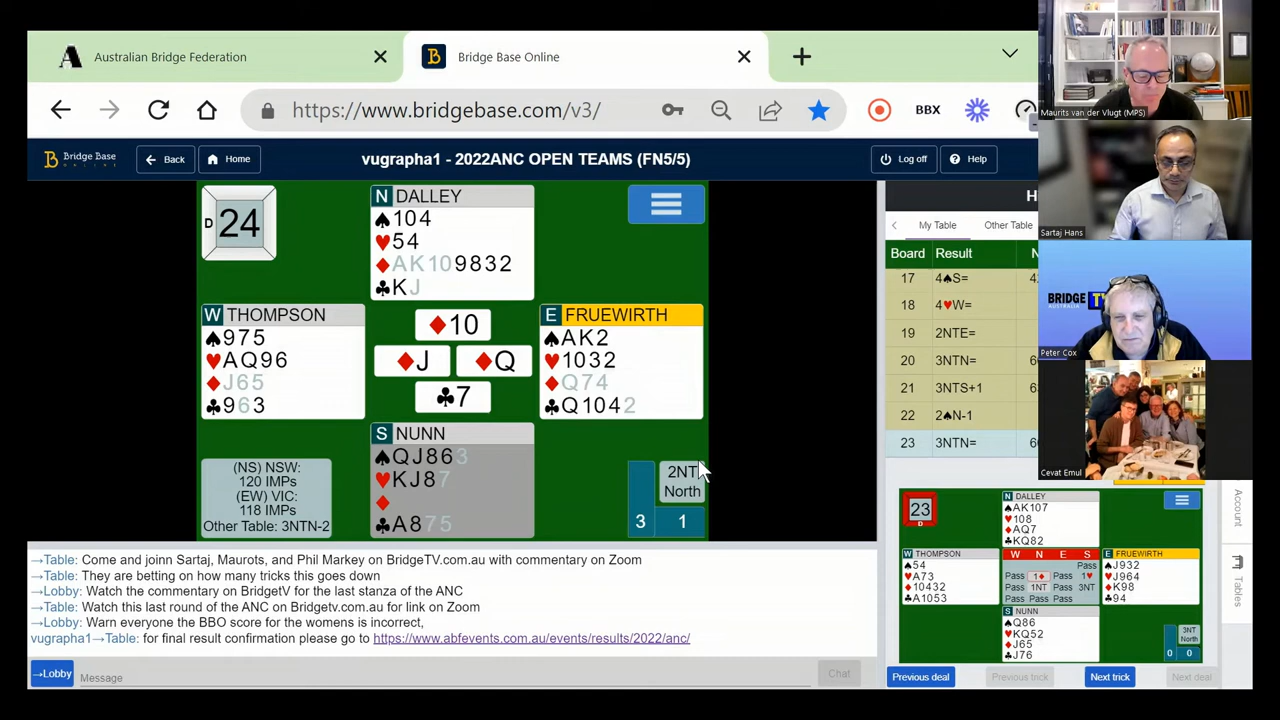 Australian Bridge Federation
B Bridge Base Online
https://www.bridgebase.com/v3/
BBX
Bridge Base
ONLINE
Back
Home
vugrapha1 - 2022ANC OPEN TEAMS (FN5/5)
Log off
Help
D 24
N DALLEY
♠104
♥54
♦AK109832
♣KJ
W THOMPSON
♠975
♥AQ96
♦J65
♣963
♦10
♦J
♦Q
♣7
E FRUEWIRTH
♠AK2
♥1032
♦Q74
♣Q1042
S NUNN
♠QJ863
♥KJ87
♦
♣A875
(NS) NSW:
120 IMPs
(EW) VIC:
118 IMPs
Other Table: 3NTN-2
2NT
North
3 1
→Table: Come and joinn Sartaj, Maurots, and Phil Markey on BridgeTV.com.au with commentary on Zoom
→Table: They are betting on how many tricks this goes down
→Lobby: Watch the commentary on BridgetV for the last stanza of the ANC
→Table: Watch this last round of the ANC on Bridgetv.com.au for link on Zoom
→Lobby: Warn everyone the BBO score for the womens is incorrect,
vugrapha1→Table: for final result confirmation please go to https://www.abfevents.com.au/events/results/2022/anc/
→Lobby
Message
Chat
H
My Table
Other Table
Board Result N
17 4♠S= 4
18 4♥W=
19 2NTE=
20 3NTN= 6
21 3NTS+1 6
22 2♠N-1
23 3NTN= 6
Account
Tables
23
D
N DALLEY
♠AK107
♥108
♦AQ7
♣KQ82
W THOMPSON
♠54
♥A73
♦10432
♣A1053
W N E S
Pass
Pass 1♦ Pass 1♥
Pass 1NT Pass 3NT
Pass Pass Pass
E FRUEWIRTH
♠J932
♥J964
♦K98
♣94
S NUNN
♠Q86
♥KQ52
♦J65
♣J76
3NT
North
0 0
Previous deal
Previous trick
Next trick
Next deal
Maurits van der Vlugt (MPS)
Sartaj Hans
BRIDGE TV
AUSTRALIA
Peter Cox
Cevat Emul